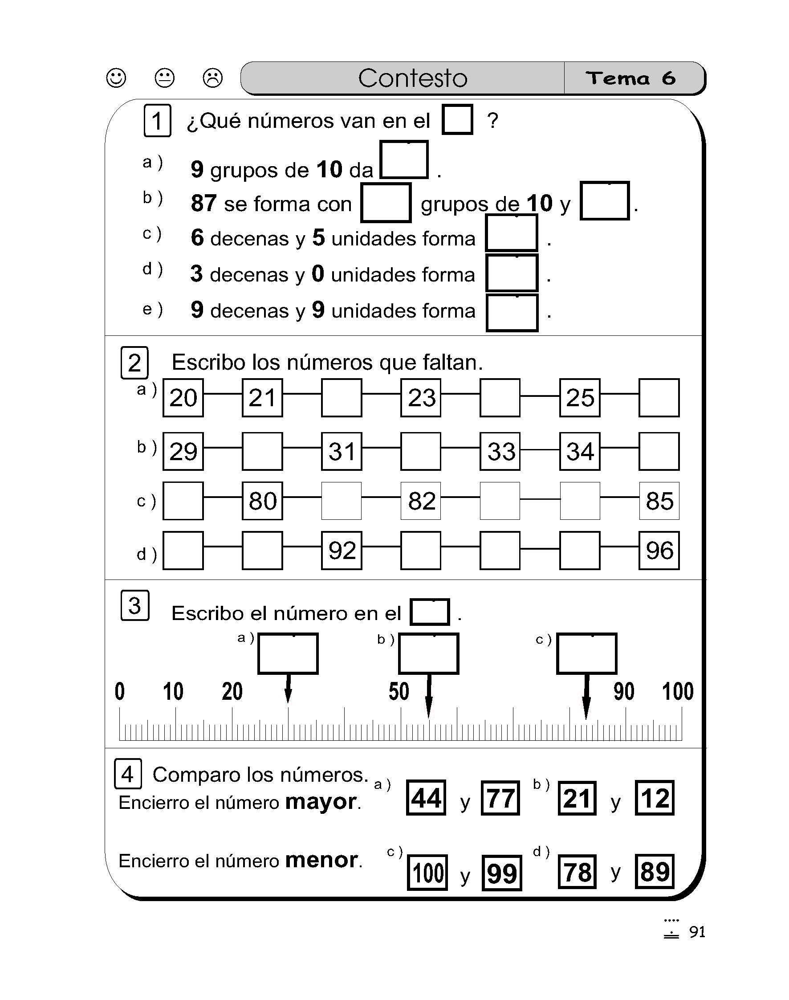 Contesto Tema 6
1 ¿Qué números van en el ?
a ) 9 grupos de 10 da .
b ) 87 se forma con grupos de 10 y .
c ) 6 decenas y 5 unidades forma .
d ) 3 decenas y 0 unidades forma .
e ) 9 decenas y 9 unidades forma .
2 Escribo los números que faltan.
a ) 20 21 23 25
b ) 29 31 33 34
c ) 80 82 85
d ) 92 96
3 Escribo el número en el .
a ) b ) c )
0 10 20 50 90 100
4 Comparo los números.
Encierro el número mayor. a ) 44 y 77 b ) 21 y 12
Encierro el número menor. c ) 100 y 99 d ) 78 y 89
91